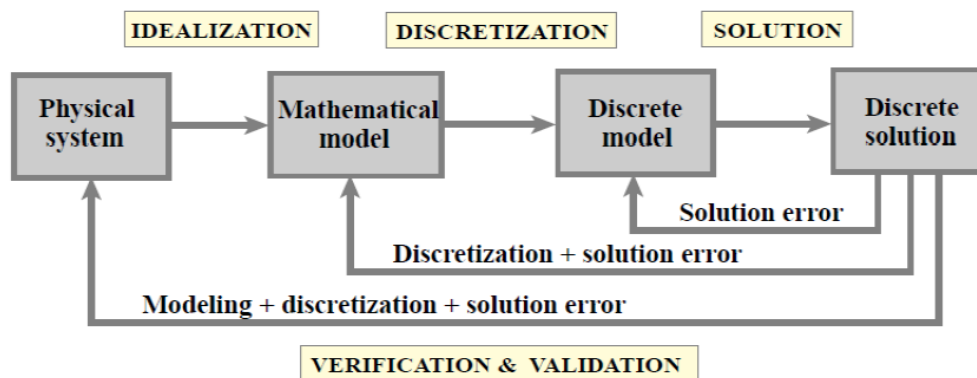 IDEALIZATION
DISCRETIZATION
SOLUTION
Physical
system
Mathematical
model
Discrete
model
Discrete
solution
Solution error
Discretization + solution error
Modeling + discretization + solution error
VERIFICATION & VALIDATION